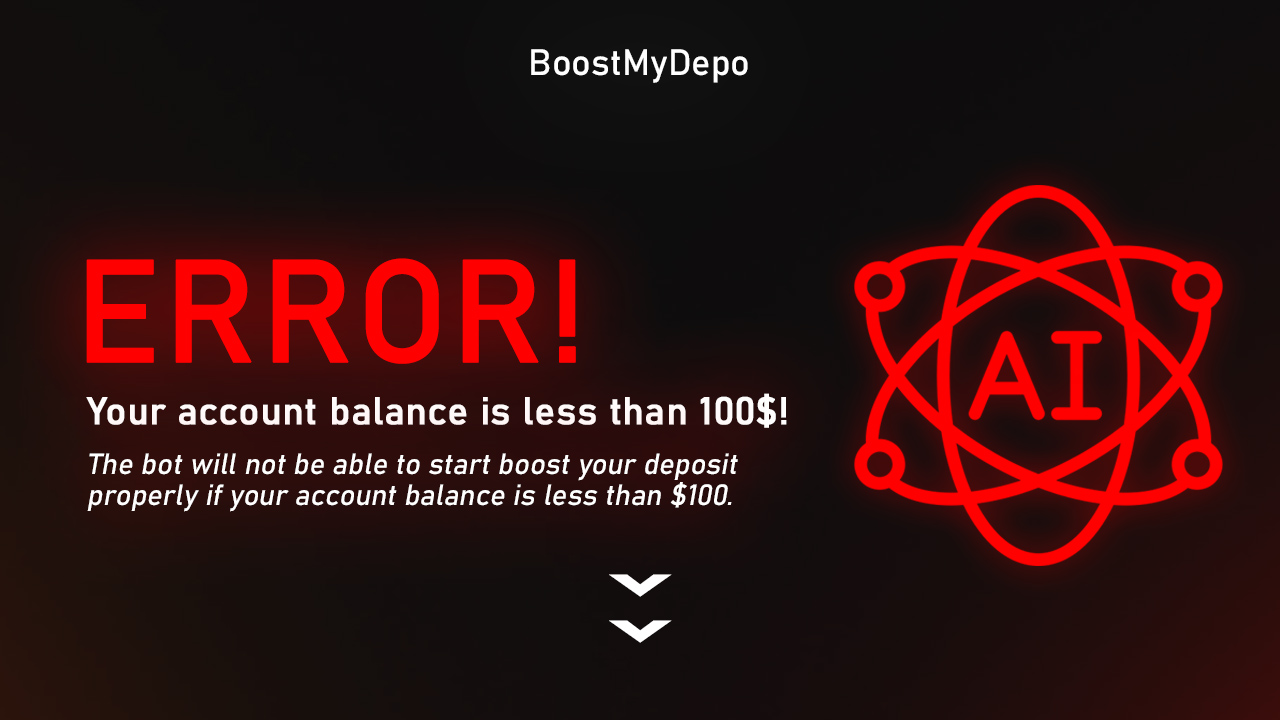 BoostMyDepo
ERROR!
Your account balance is less than 100$!
The bot will not be able to start boost your deposit
properly if your account balance is less than $100.
AI